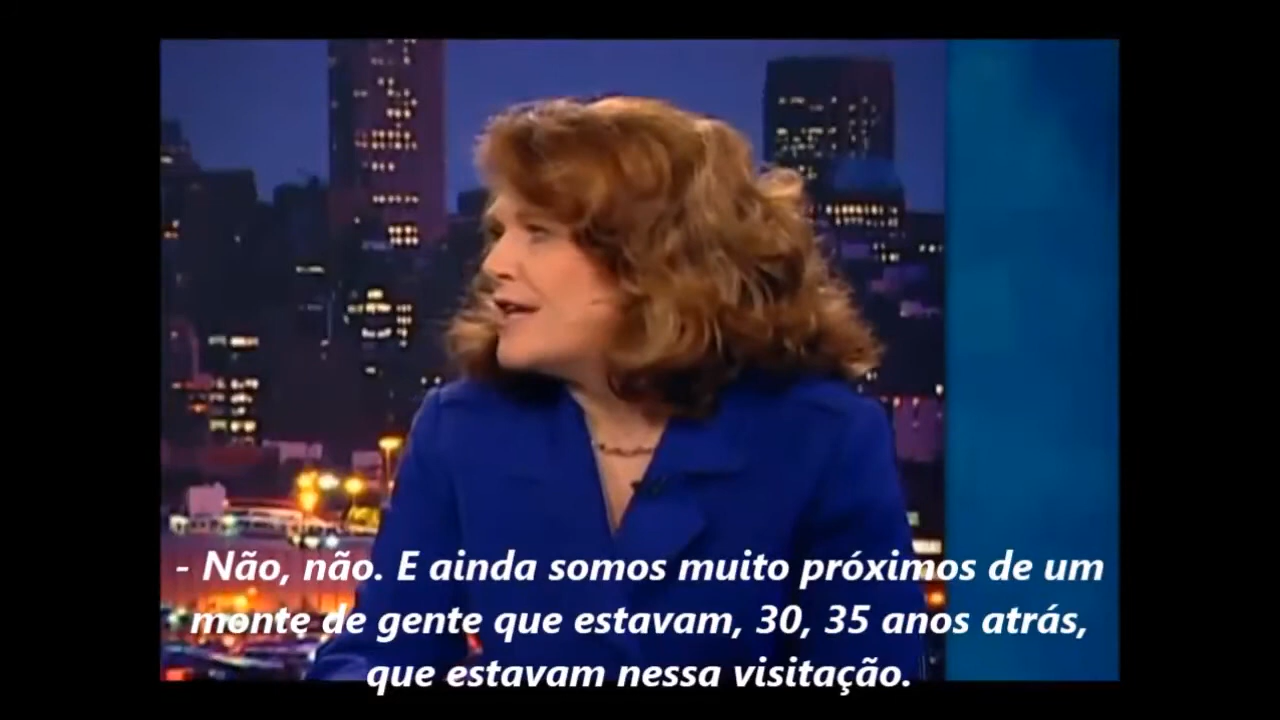 - Não, não. E ainda somos muito próximos de um
monte de gente que estavam, 30, 35 anos atrás,
que estavam nessa visitação.